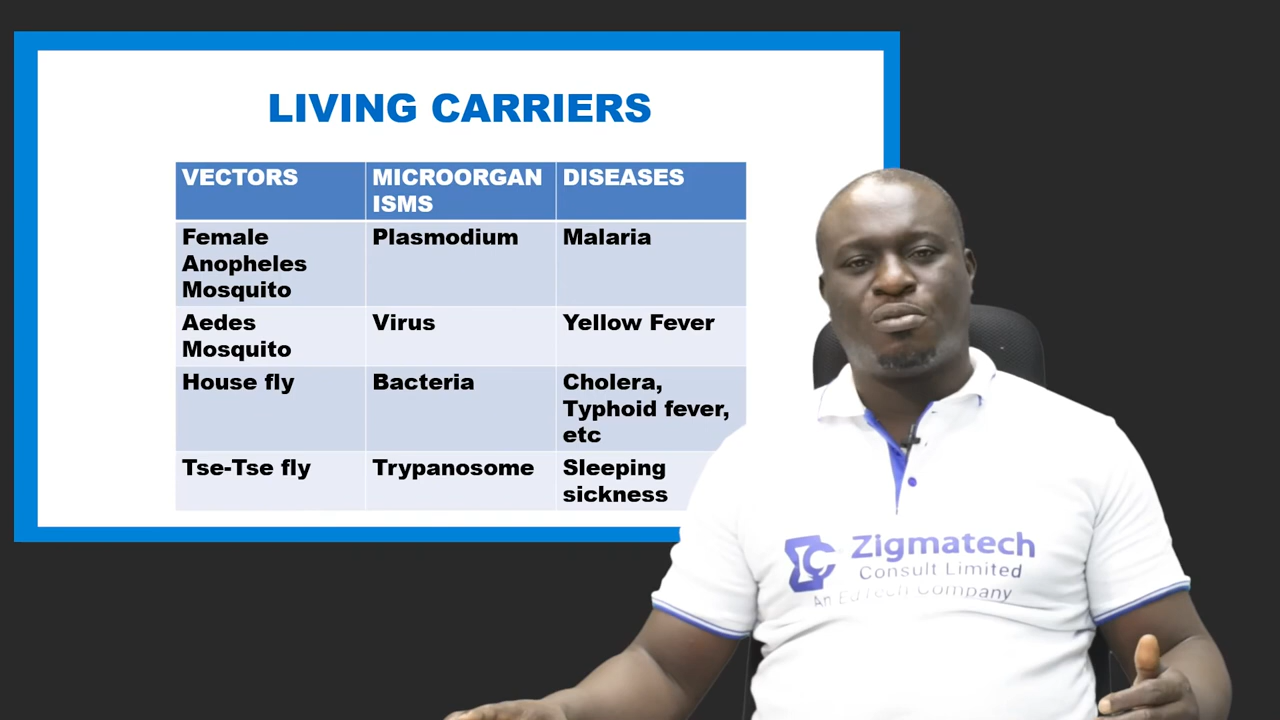 LIVING CARRIERS
VECTORS
MICROORGAN
ISMS
DISEASES
Female
Anopheles
Mosquito
Plasmodium
Malaria
Aedes
Mosquito
Virus
Yellow Fever
House fly
Bacteria
Cholera,
Typhoid fever,
etc
Tse-Tse fly
Trypanosome
Sleeping
sickness
Zigmatech
Consult Limited
An EdTech Company